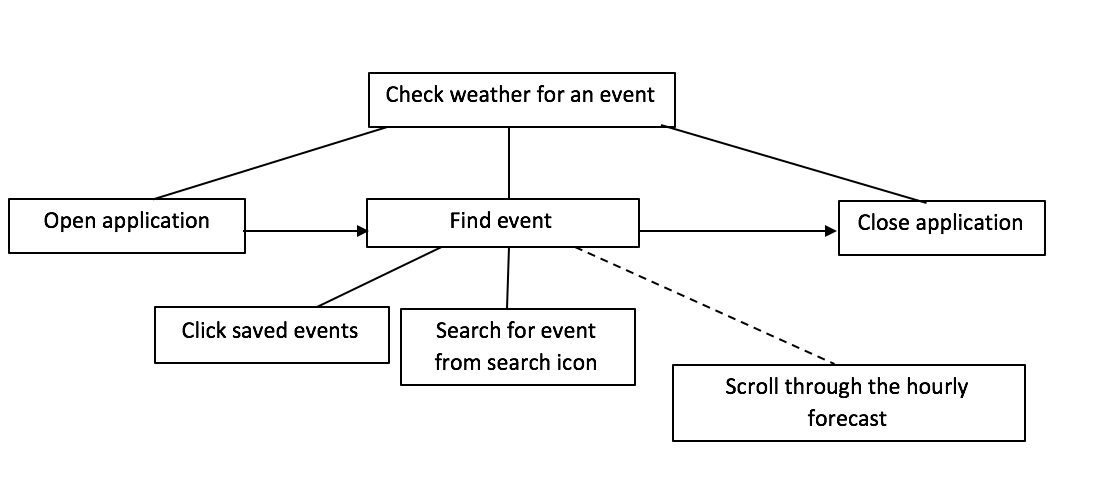 Check weather for an event
Open application
Find event
Close application
Click saved events
Search for event
from search icon
Scroll through the hourly
forecast